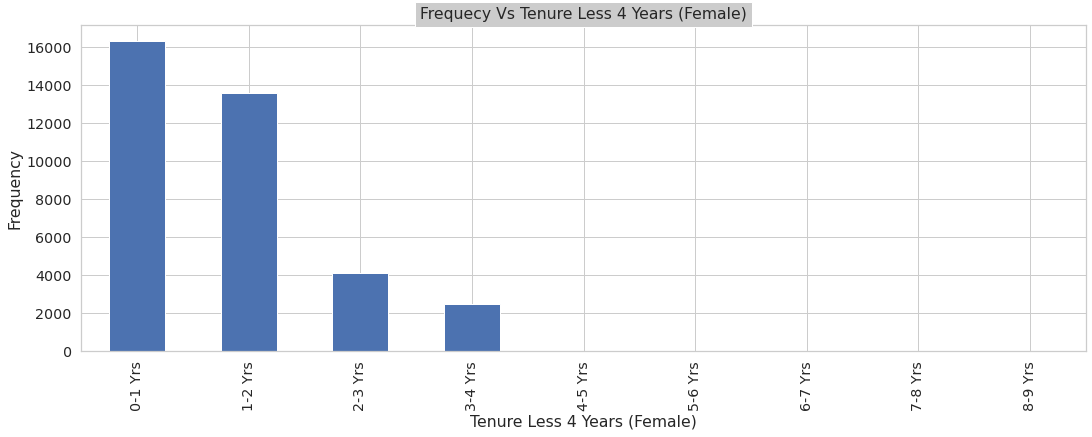 Frequecy Vs Tenure Less 4 Years (Female)
16000
14000
12000
10000
8000
6000
4000
2000
0
Frequency
0-1 Yrs
1-2 Yrs
2-3 Yrs
3-4 Yrs
4-5 Yrs
5-6 Yrs
6-7 Yrs
7-8 Yrs
8-9 Yrs
Tenure Less 4 Years (Female)